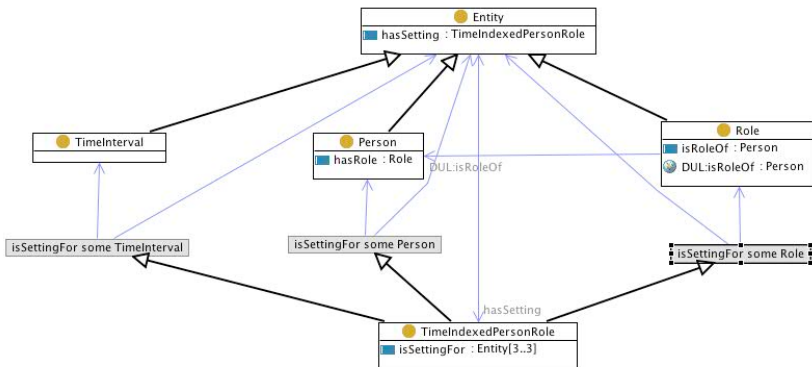 Entity
hasSetting : TimeIndexedPersonRole
TimeInterval
Person
hasRole : Role
Role
isRoleOf : Person
DUL:isRoleOf : Person
DUL:isRoleOf
isSettingFor some TimeInterval
isSettingFor some Person
isSettingFor some Role
hasSetting
TimeIndexedPersonRole
isSettingFor : Entity[3..3]